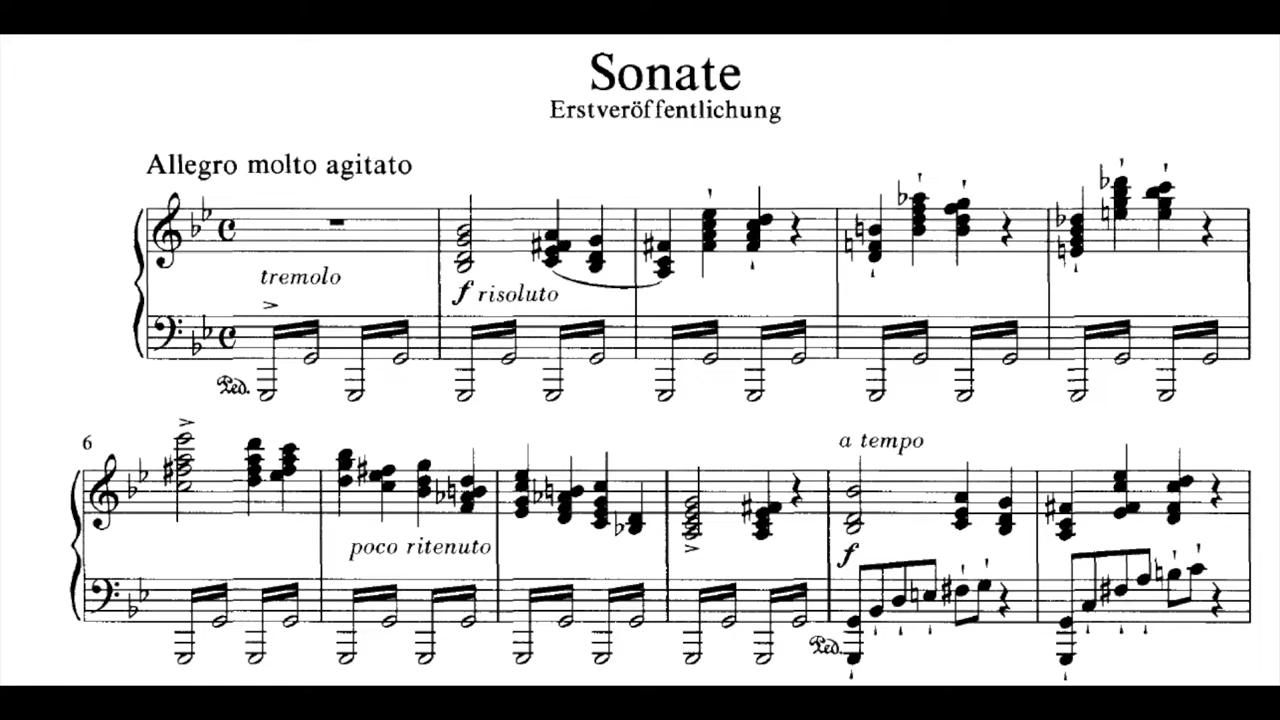 Sonate
Erstveröffentlichung
Allegro molto agitato
tremolo
f risoluto
Ped.
6
a tempo
poco ritenuto
f
Ped.